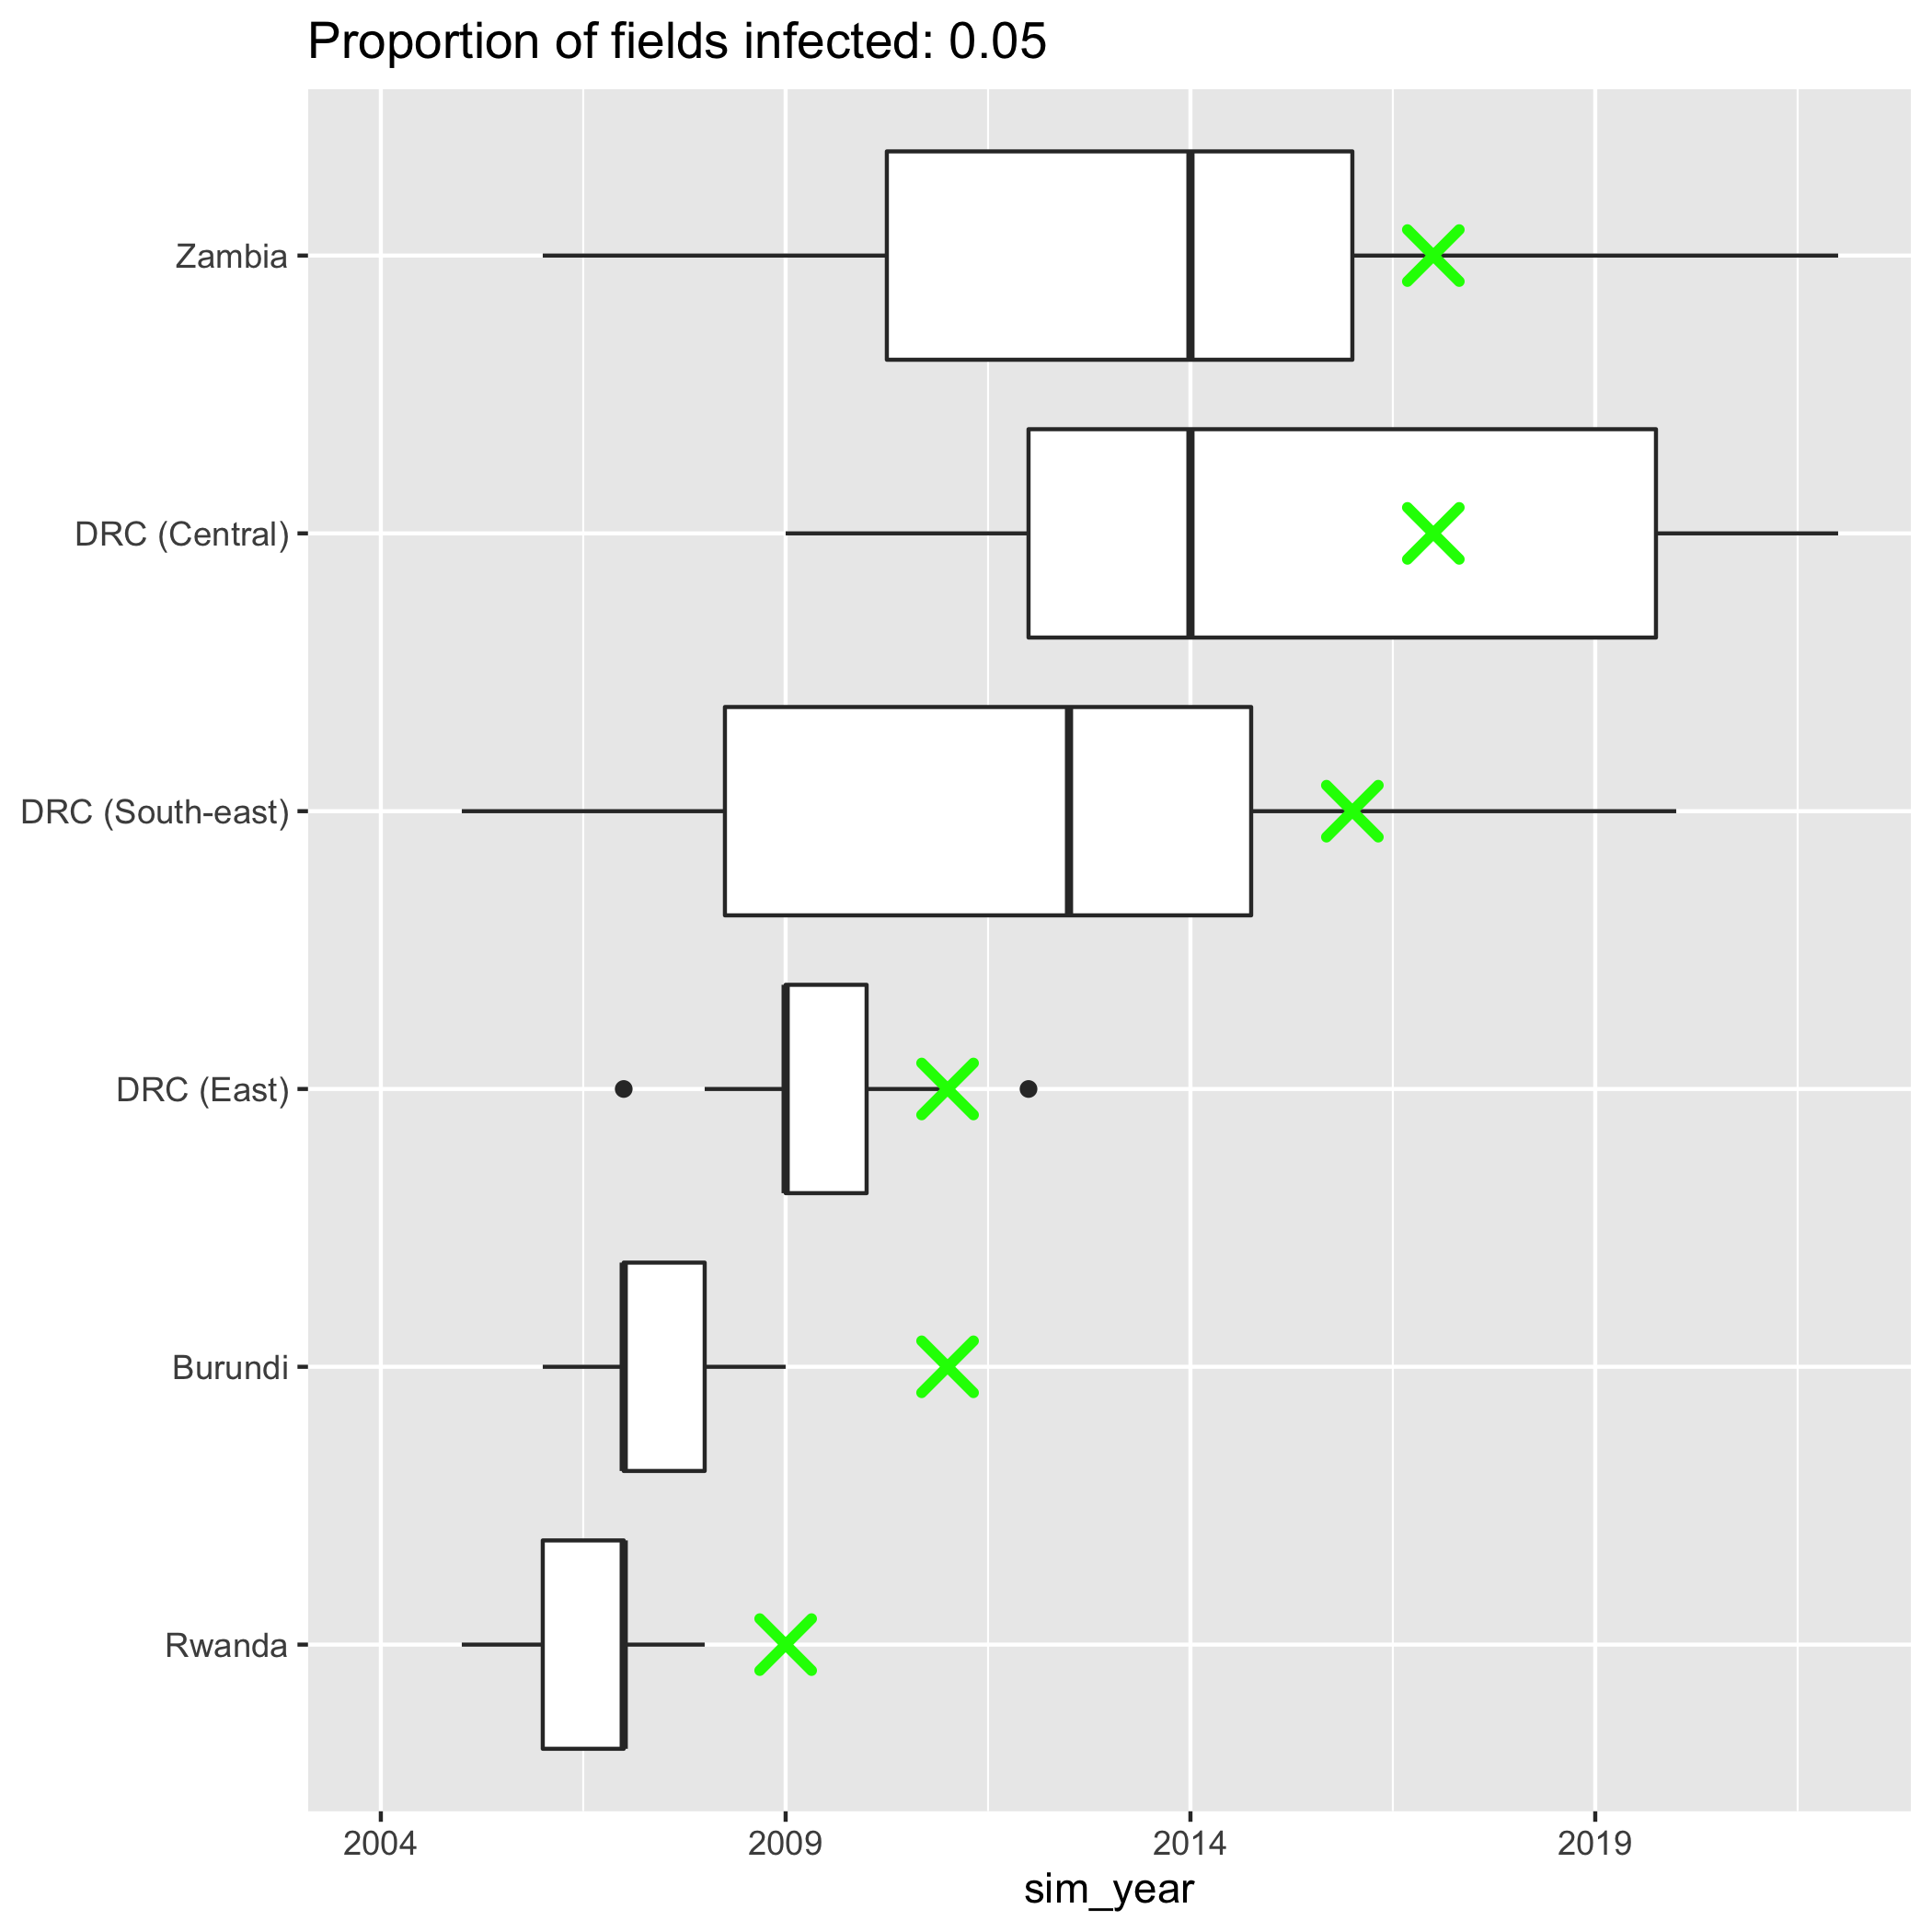 Proportion of fields infected: 0.05
Zambia
DRC (Central)
DRC (South-east)
DRC (East)
Burundi
Rwanda
2004 2009 2014 2019
sim_year